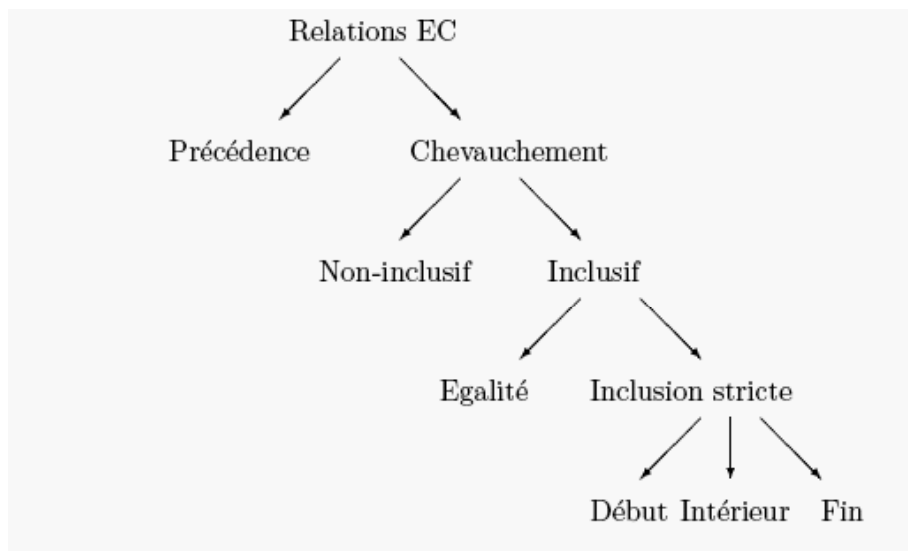 Relations EC
Précédence Chevauchement
Non-inclusif Inclusif
Egalité Inclusion stricte
Début Intérieur Fin